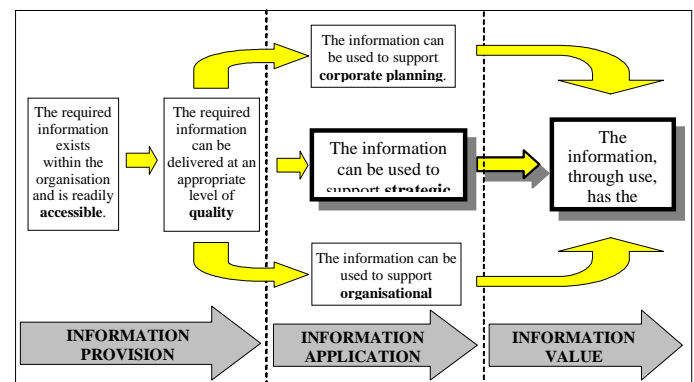 The required
information
exists
within the
organisation
and is readily
accessible.
The required
information
can be
delivered at an
appropriate
level of
quality
The information can
be used to support
corporate planning.
The information
can be used to
support strategic
The information can be
used to support
organisational
The
information,
through use,
has the
INFORMATION
PROVISION
INFORMATION
APPLICATION
INFORMATION
VALUE